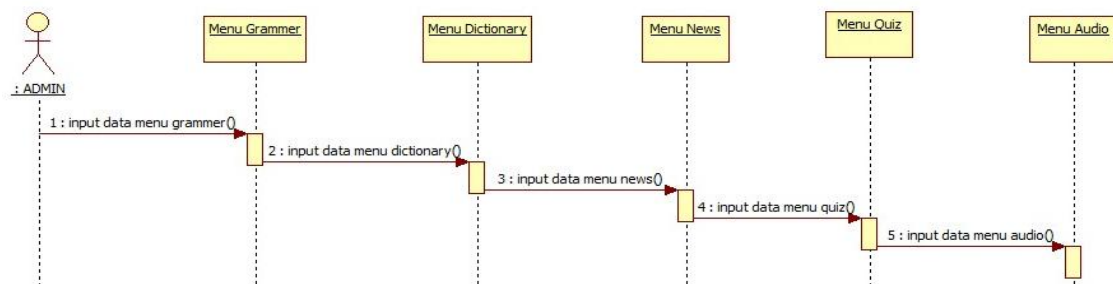 Menu Grammer
Menu Dictionary
Menu News
Menu Quiz
Menu Audio
: ADMIN
1 : input data menu grammer()
2 : input data menu dictionary()
3 : input data menu news()
4 : input data menu quiz()
5 : input data menu audio()